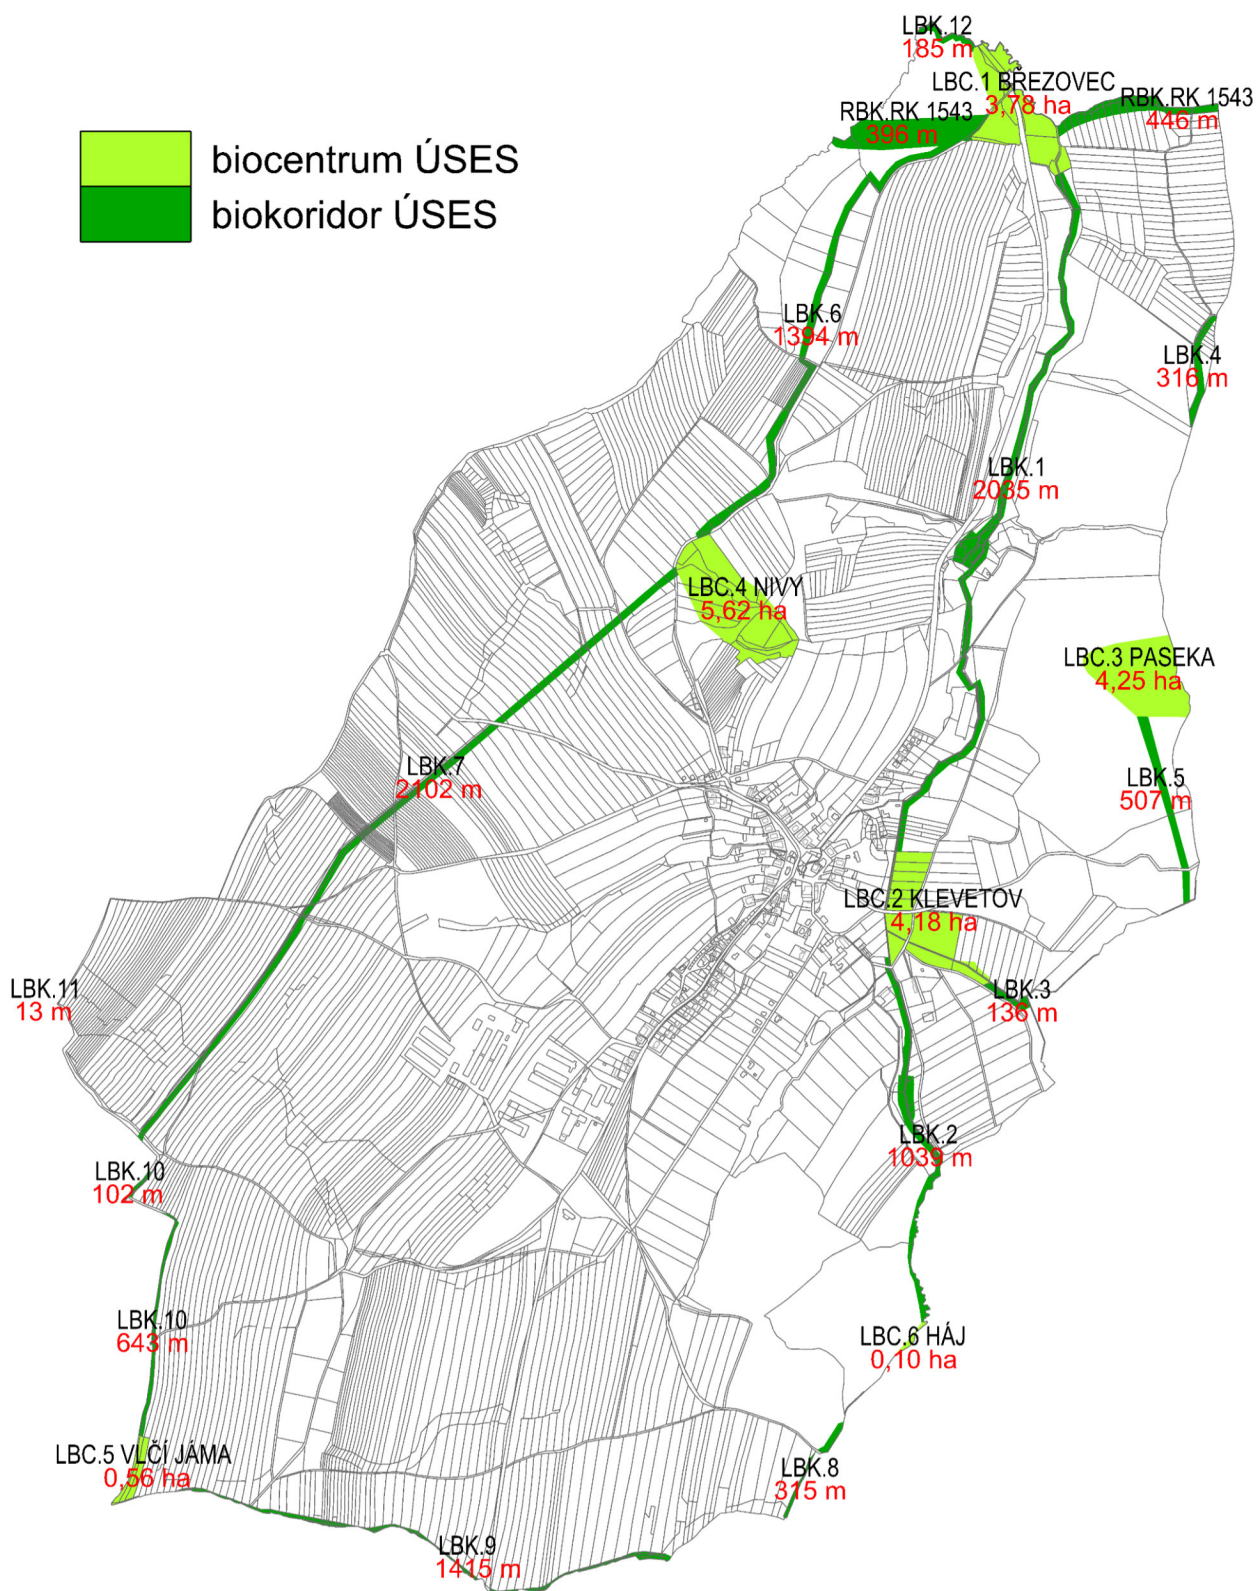 LBK.12
185 m
LBC.1 BŘEZOVEC
3,78 ha
RBK.RK 1543
396 m
RBK.RK 1543
446 m
biocentrum ÚSES
biokoridor ÚSES
LBK.6
1394 m
LBK.4
316 m
LBK.1
2035 m
LBC.4 NIVY
5,62 ha
LBC.3 PASEKA
4,25 ha
LBK.7
2102 m
LBK.5
507 m
LBC.2 KLEVETOV
4,18 ha
LBK.11
13 m
LBK.3
136 m
LBK.2
1039 m
LBK.10
102 m
LBK.10
643 m
LBC.6 HÁJ
0,10 ha
LBC.5 VLČÍ JÁMA
0,56 ha
LBK.8
315 m
LBK.9
1415 m